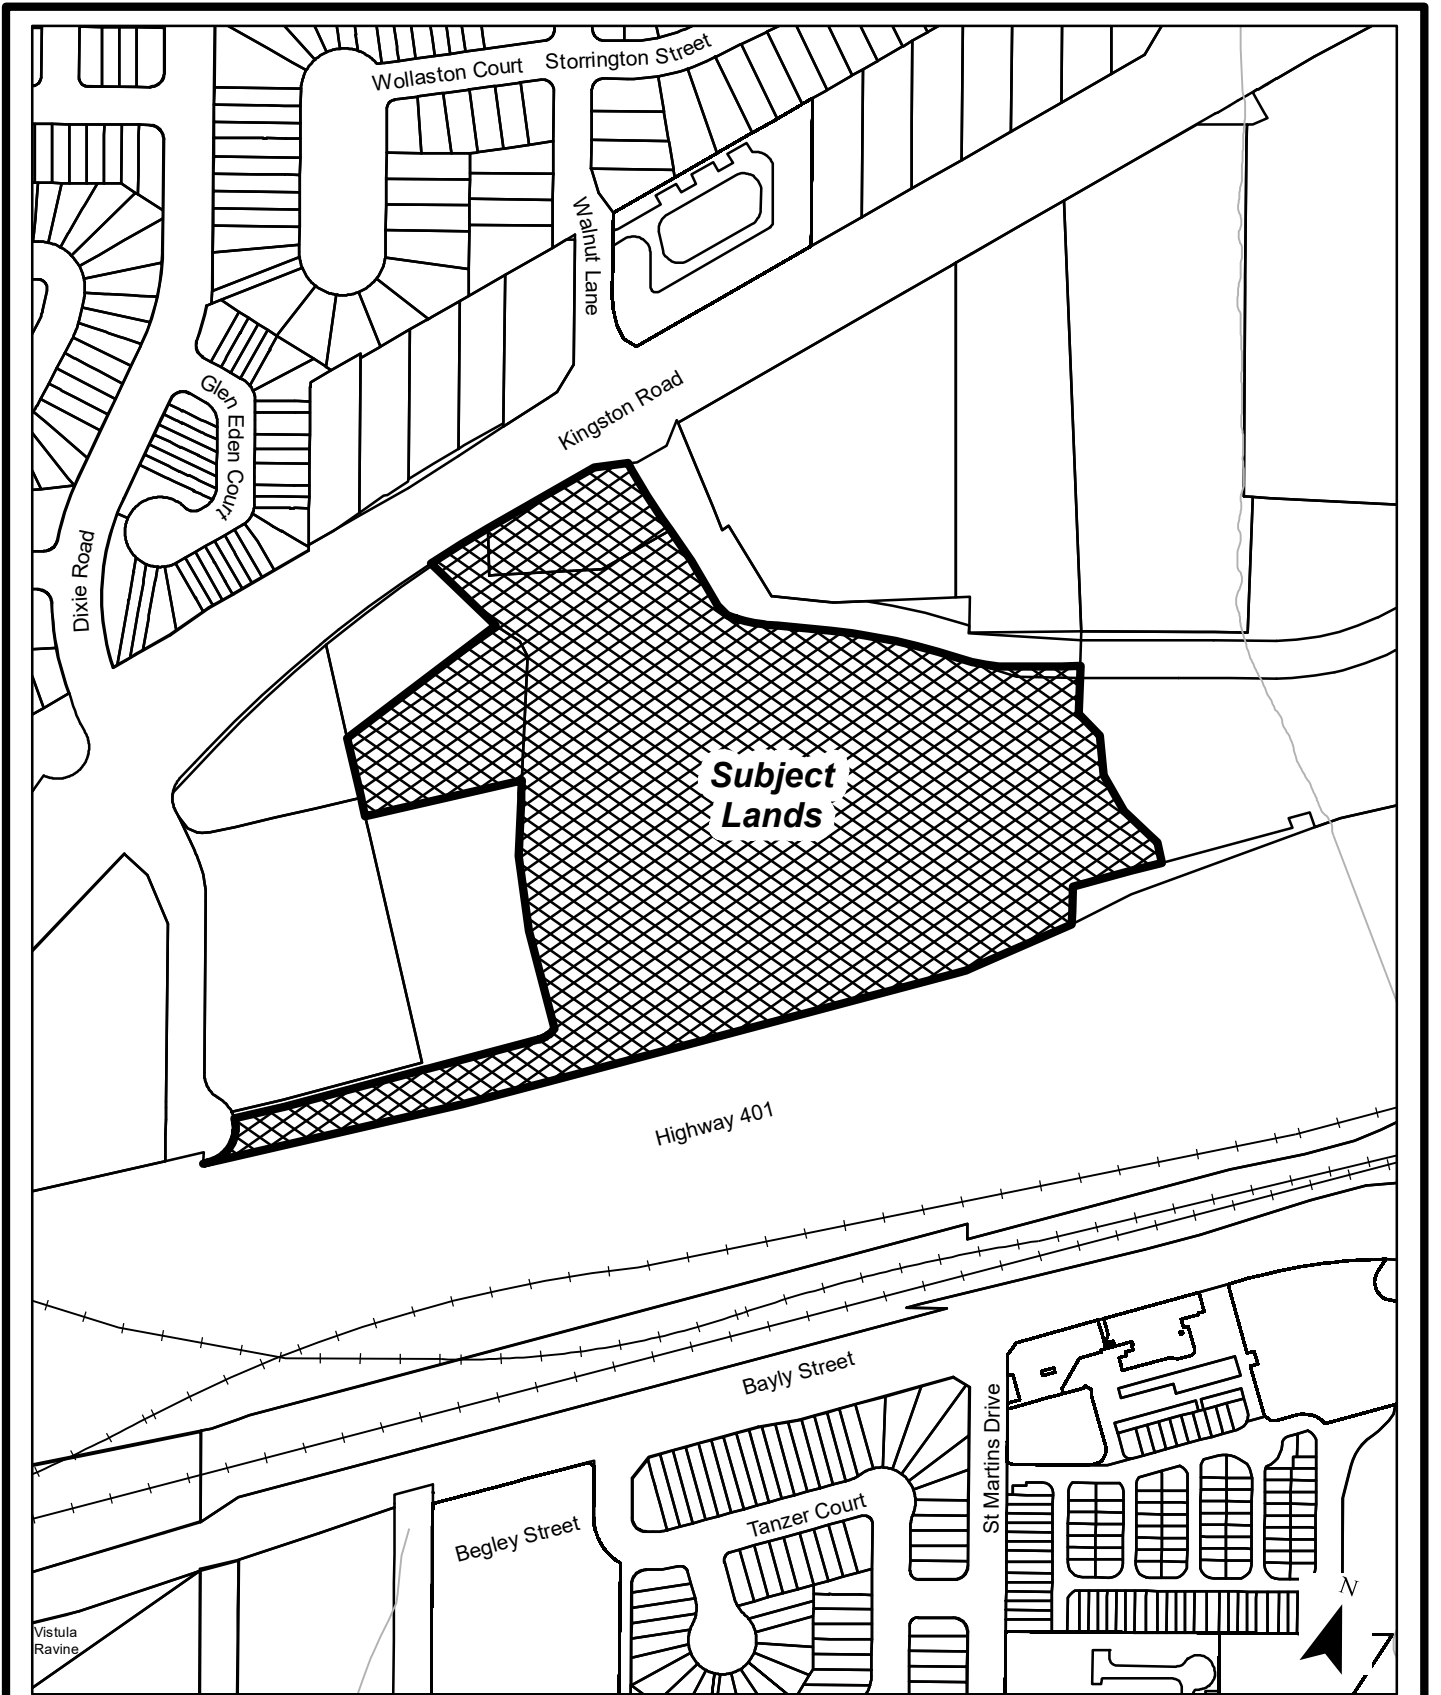 Wollaston Court
Storrington Street
Walnut Lane
Glen Eden Court
Kingston Road
Dixie Road
Subject
Lands
Highway 401
Bayly Street
St Martins Drive
Tanzer Court
Begley Street
N
Vistula
Ravine